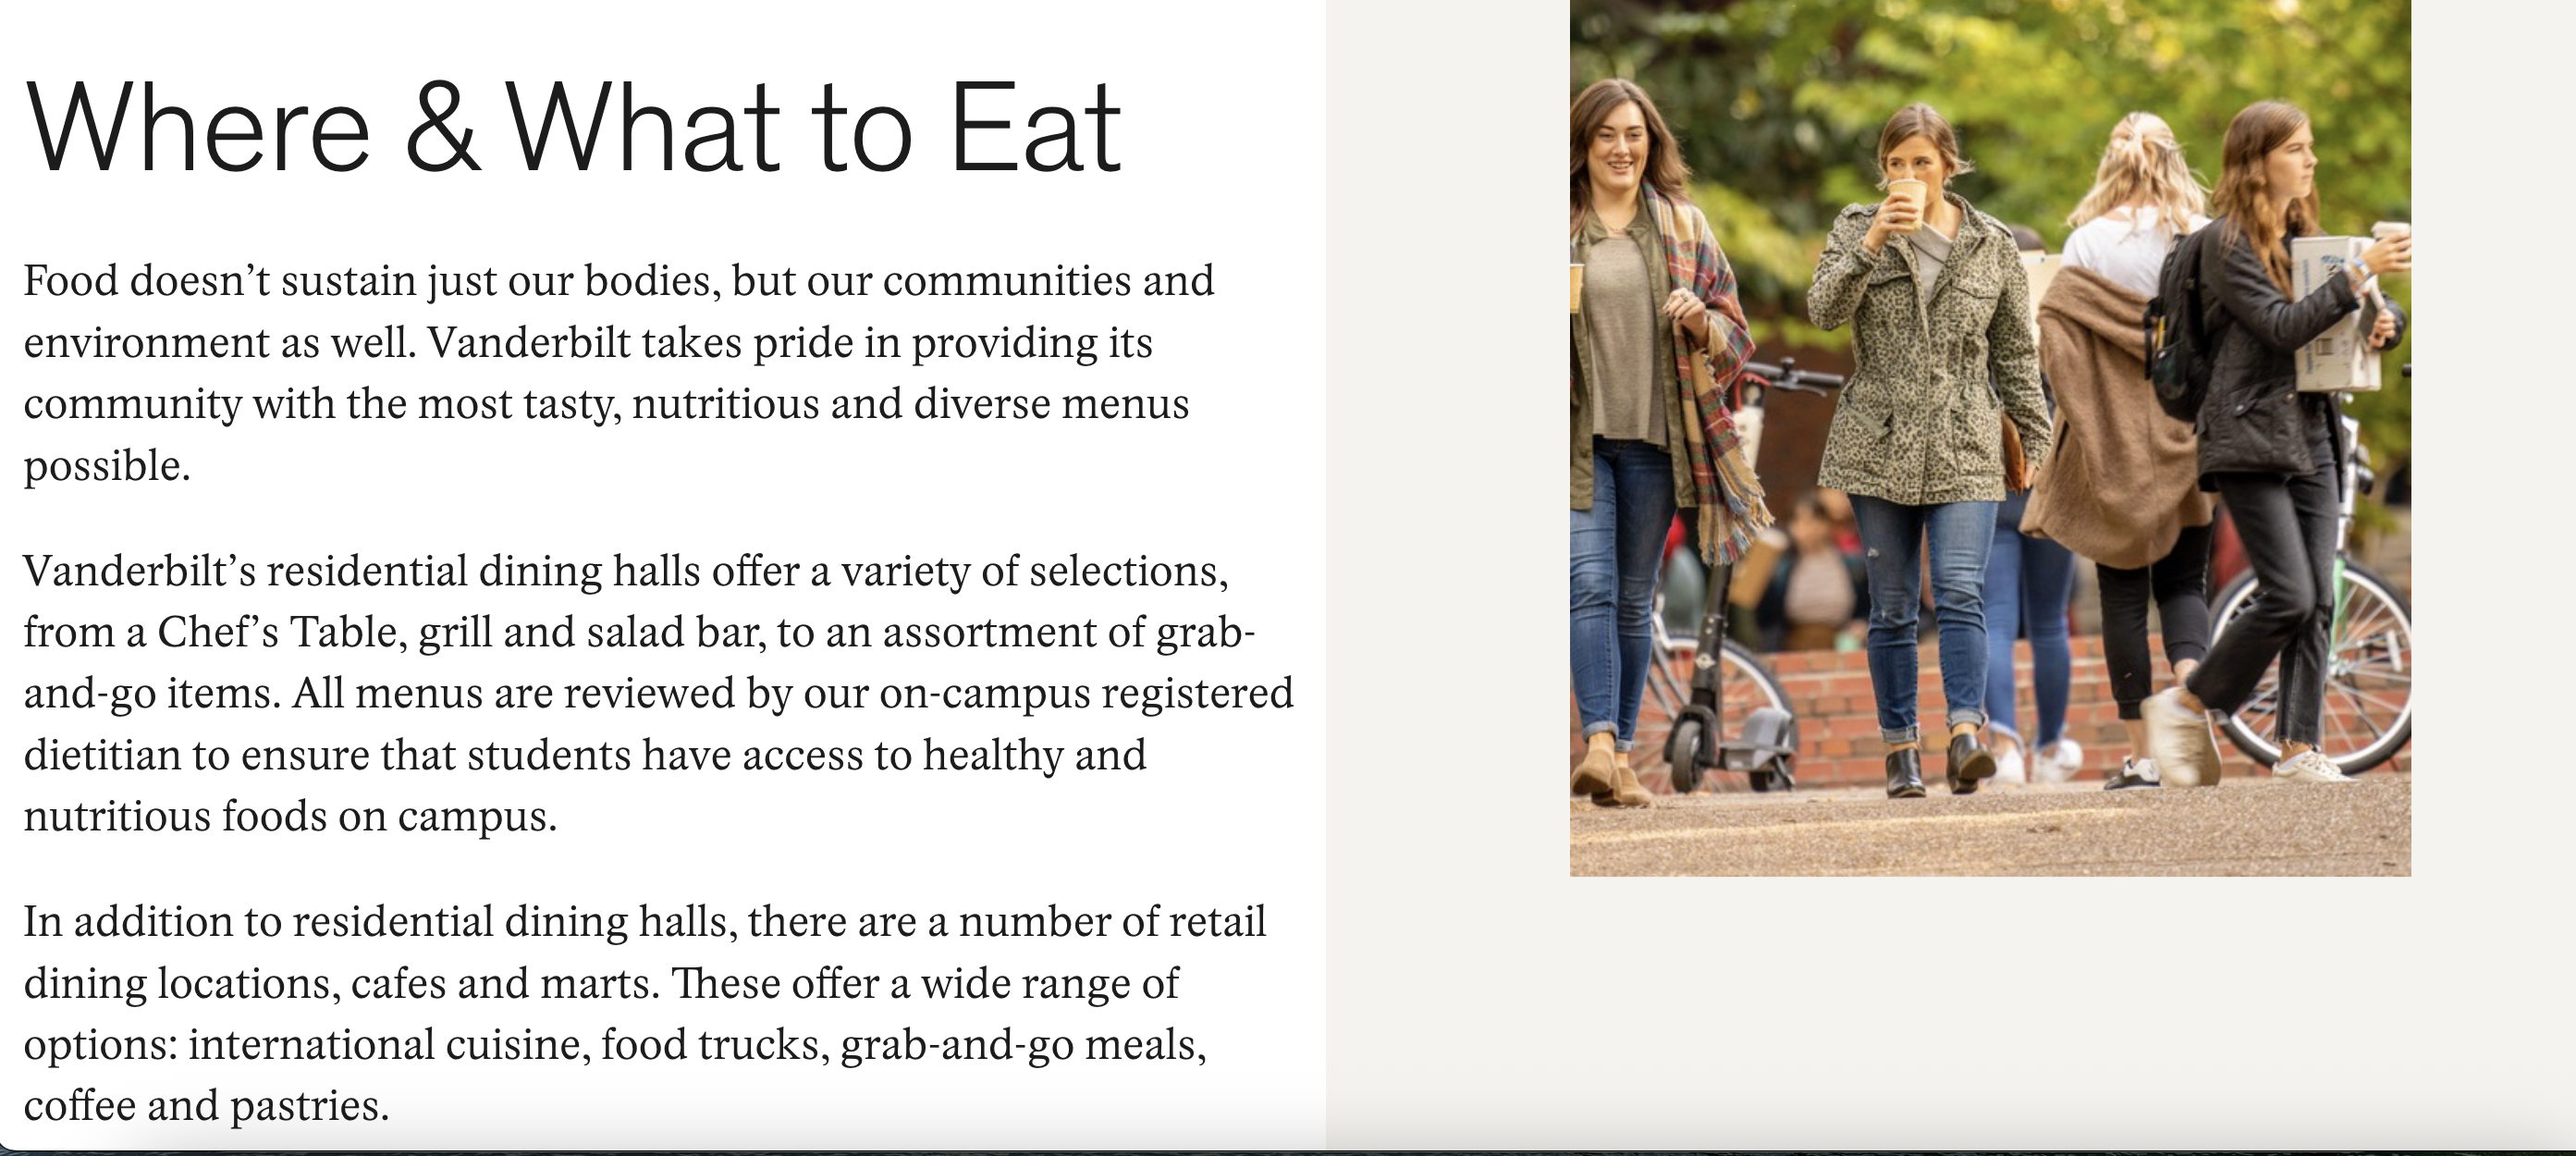 Where & What to Eat
Food doesn’t sustain just our bodies, but our communities and
environment as well. Vanderbilt takes pride in providing its
community with the most tasty, nutritious and diverse menus
possible.
Vanderbilt’s residential dining halls offer a variety of selections,
from a Chef’s Table, grill and salad bar, to an assortment of grab-
and-go items. All menus are reviewed by our on-campus registered
dietitian to ensure that students have access to healthy and
nutritious foods on campus.
In addition to residential dining halls, there are a number of retail
dining locations, cafes and marts. These offer a wide range of
options: international cuisine, food trucks, grab-and-go meals,
coffee and pastries.